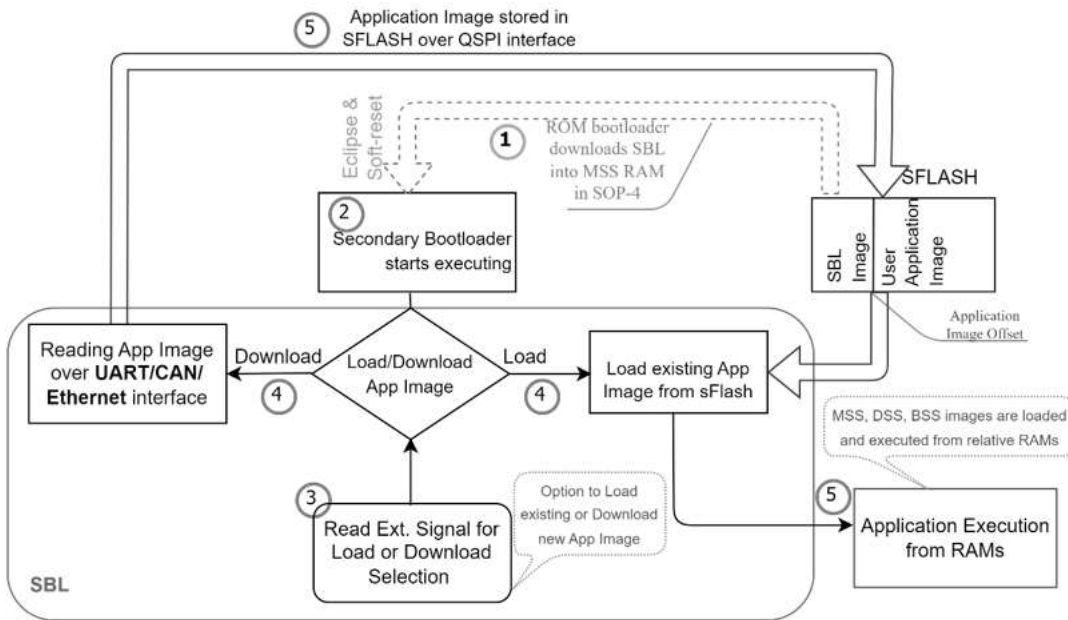 5
Application Image stored in
SFLASH over QSPI interface
Eclipse &
Soft-reset
1
ROM bootloader
downloads SBL
into MSS RAM
in SOP-4
SFLASH
2
Secondary Bootloader
starts executing
SBL
Image
User
Application
Image
Application
Image Offset
Reading App Image
over UART/CAN/
Ethernet interface
Download
4
Load/Download
App Image
Load
4
Load existing App
Image from sFlash
MSS, DSS, BSS images are loaded
and executed from relative RAMs
3
Read Ext. Signal for
Load or Download
Selection
Option to Load
existing or Download
new App Image
5
Application Execution
from RAMs
SBL